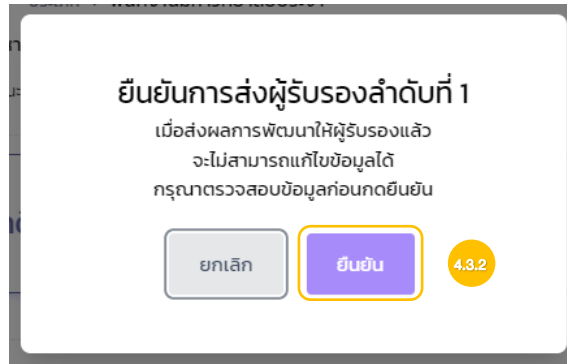 ยืนยันการส่งผู้รับรองลำดับที่ 1
เมื่อส่งผลการพัฒนาให้ผู้รับรองแล้ว
จะไม่สามารถแก้ไขข้อมูลได้
กรุณาตรวจสอบข้อมูลก่อนกดยืนยัน
ยกเลิก
ยืนยัน
4.3.2